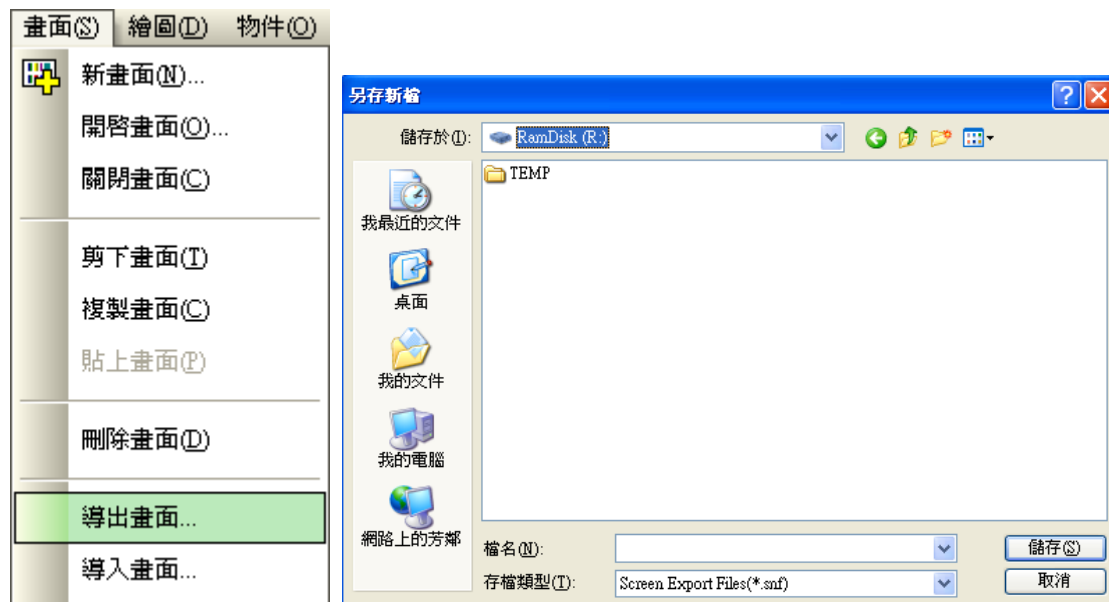 畫面(S) 繪圖(D) 物件(O)
新畫面(N)...
開啓畫面(O)...
關閉畫面(C)
剪下畫面(T)
複製畫面(C)
貼上畫面(P)
刪除畫面(D)
導出畫面...
導入畫面...
另存新檔
儲存於(I): RamDisk (R:)
TEMP
我最近的文件
桌面
我的文件
我的電腦
網路上的芳鄰
檔名(N): 儲存(S)
存檔類型(T): Screen Export Files(*.snf) 取消